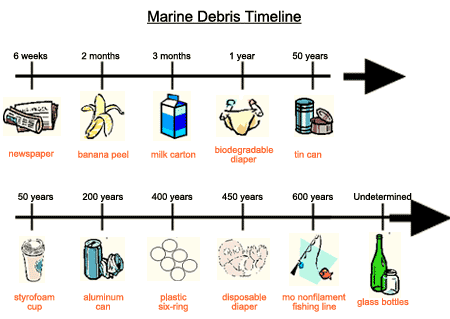 Marine Debris Timeline
6 weeks 2 months 3 months 1 year 50 years
newspaper banana peel milk carton biodegradable diaper tin can
50 years 200 years 400 years 450 years 600 years Undetermined
styrofoam cup aluminum can plastic six-ring disposable diaper mo nonfilament fishing line glass bottles